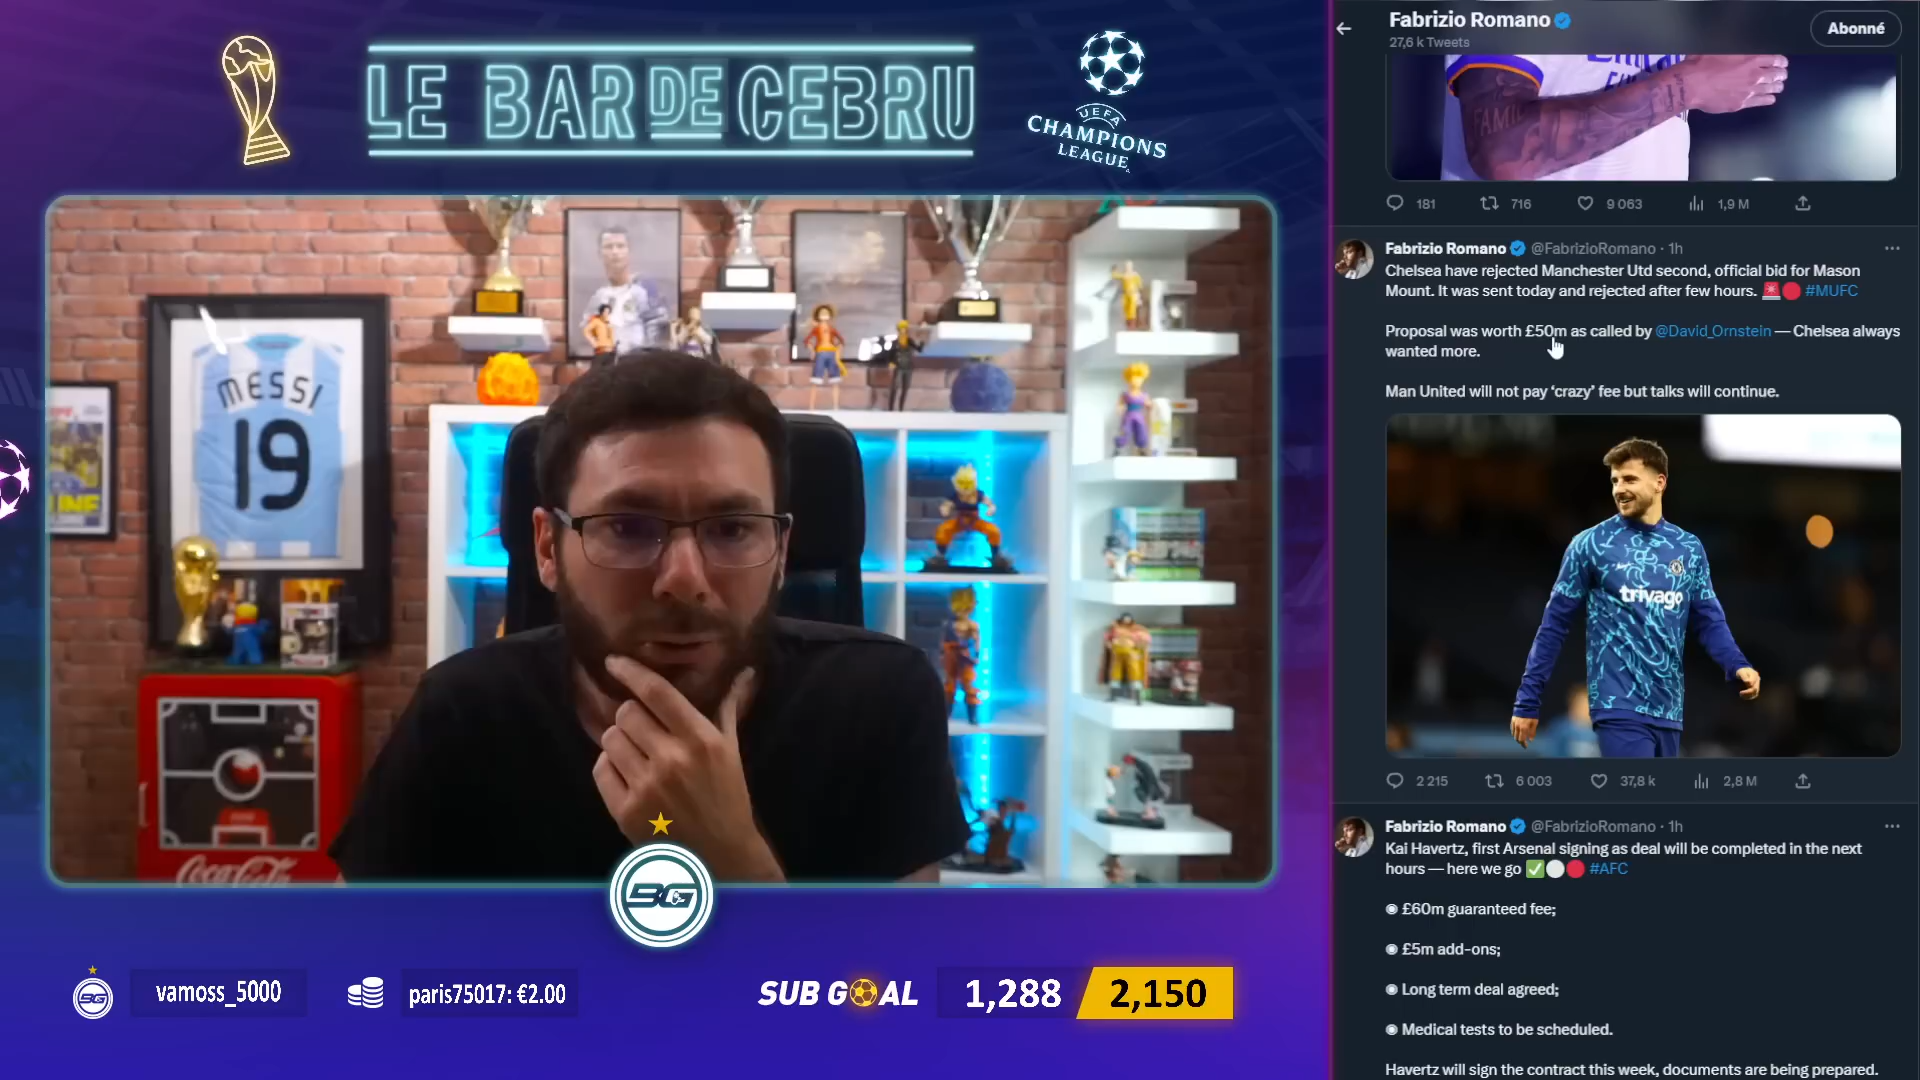 LE BAR DE CEBRU
UEFA
CHAMPIONS
LEAGUE
MESSI
19
Coca-Cola
BG
BG
vamoss_5000
paris75017: €2.00
SUB GOAL
1,288
2,150
Fabrizio Romano
27,6 k Tweets
Abonné
FAMIL
181
716
9 063
1,9 M
Fabrizio Romano @FabrizioRomano · 1h
Chelsea have rejected Manchester Utd second, official bid for Mason
Mount. It was sent today and rejected after few hours. 🚨🔴 #MUFC
Proposal was worth £50m as called by @David_Ornstein — Chelsea always
wanted more.
Man United will not pay ‘crazy’ fee but talks will continue.
trivago
2 215
6 003
37,8 k
2,8 M
Fabrizio Romano @FabrizioRomano · 1h
Kai Havertz, first Arsenal signing as deal will be completed in the next
hours — here we go ✅⚪🔴 #AFC
◉ £60m guaranteed fee;
◉ £5m add-ons;
◉ Long term deal agreed;
◉ Medical tests to be scheduled.
Havertz will sign the contract this week, documents are being prepared.